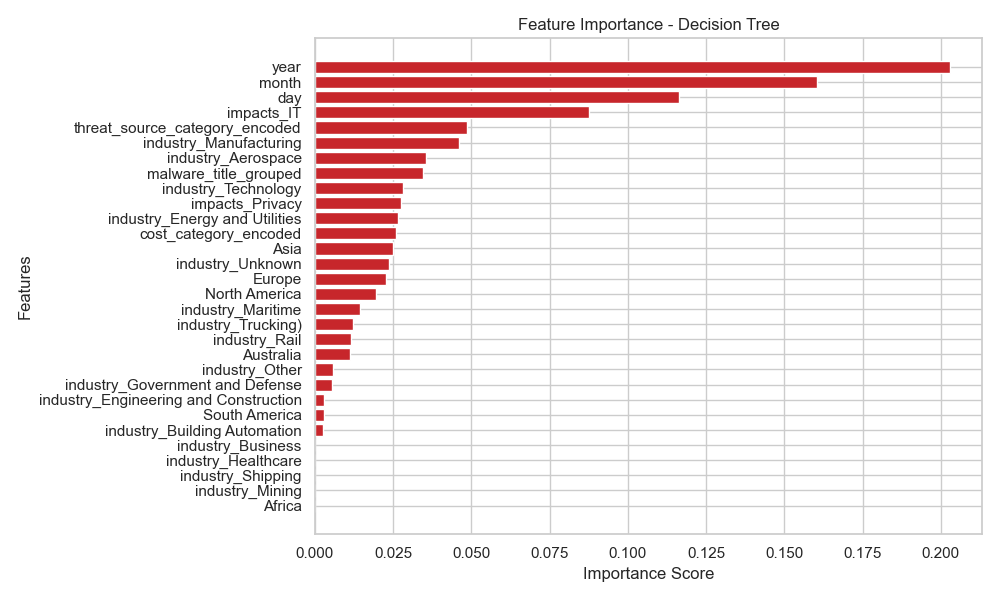 Feature Importance - Decision Tree
year
month
day
impacts_IT
threat_source_category_encoded
industry_Manufacturing
industry_Aerospace
malware_title_grouped
industry_Technology
impacts_Privacy
industry_Energy and Utilities
cost_category_encoded
Asia
industry_Unknown
Europe
North America
industry_Maritime
industry_Trucking)
industry_Rail
Australia
industry_Other
industry_Government and Defense
industry_Engineering and Construction
South America
industry_Building Automation
industry_Business
industry_Healthcare
industry_Shipping
industry_Mining
Africa
Features
0.000 0.025 0.050 0.075 0.100 0.125 0.150 0.175 0.200
Importance Score